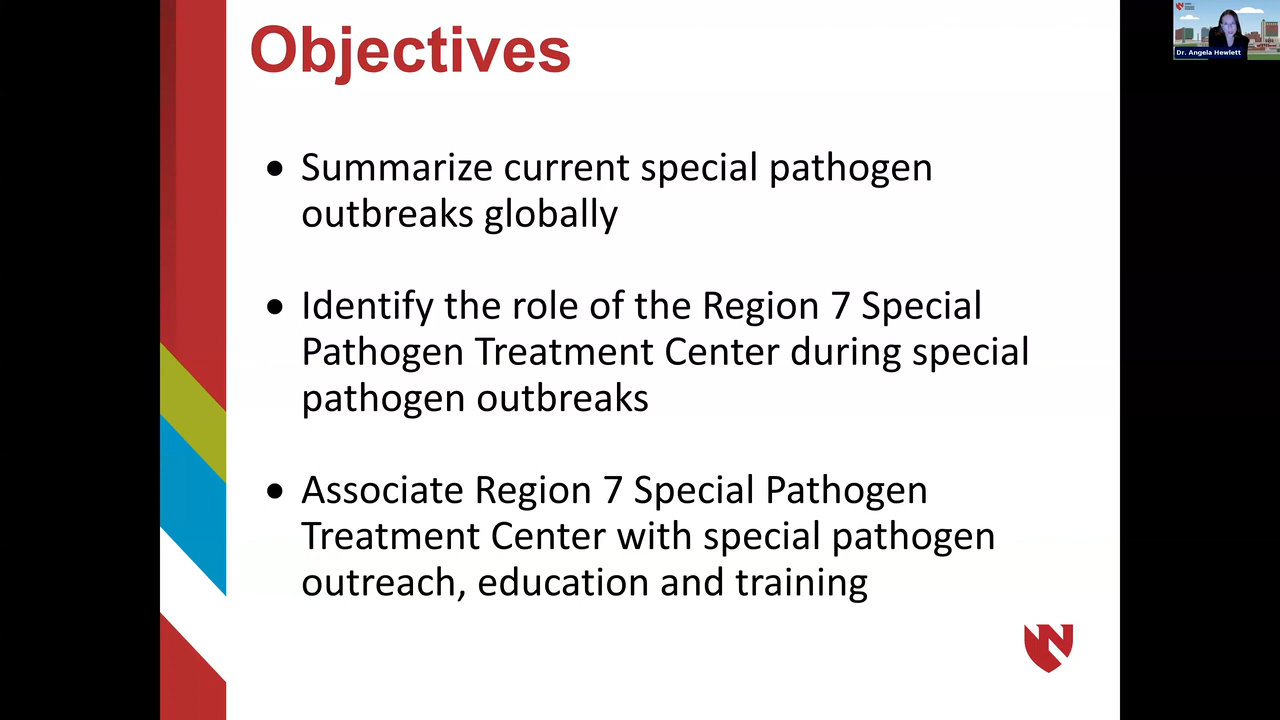 Objectives
• Summarize current special pathogen
outbreaks globally
• Identify the role of the Region 7 Special
Pathogen Treatment Center during special
pathogen outbreaks
• Associate Region 7 Special Pathogen
Treatment Center with special pathogen
outreach, education and training
Dr. Angela Hewlett